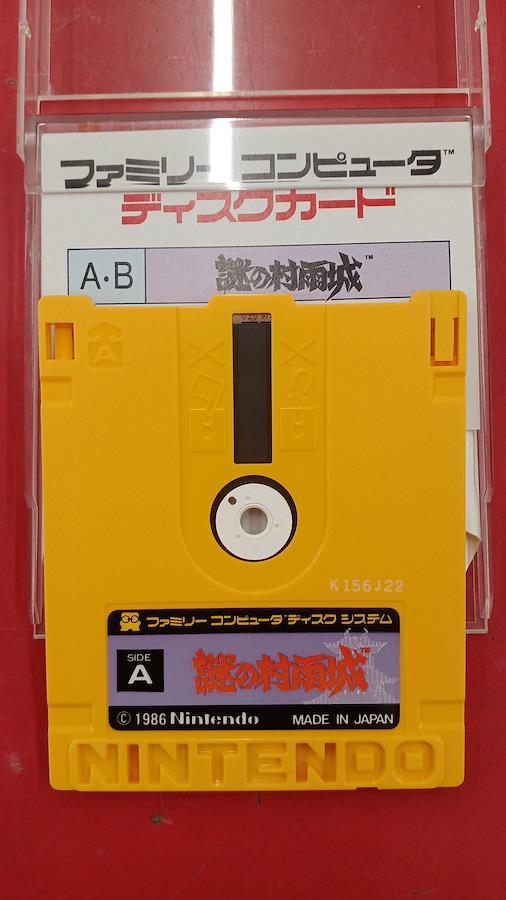 ファミリー コンピュータ™
ディスクカード
A・B
謎の村雨城™
A
K156J22
ファミリー コンピュータ ディスク システム
SIDE
A
謎の村雨城
© 1986 Nintendo
MADE IN JAPAN
NINTENDO